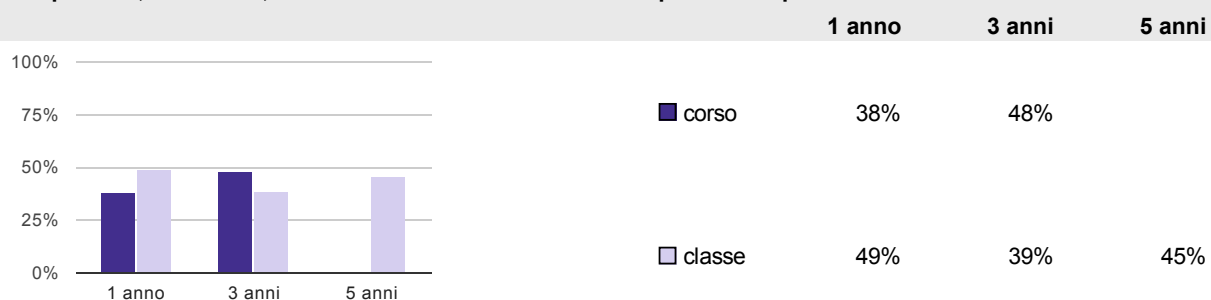 1 anno 3 anni 5 anni
100%
75%
50%
25%
0%
1 anno 3 anni 5 anni
corso 38% 48%
classe 49% 39% 45%